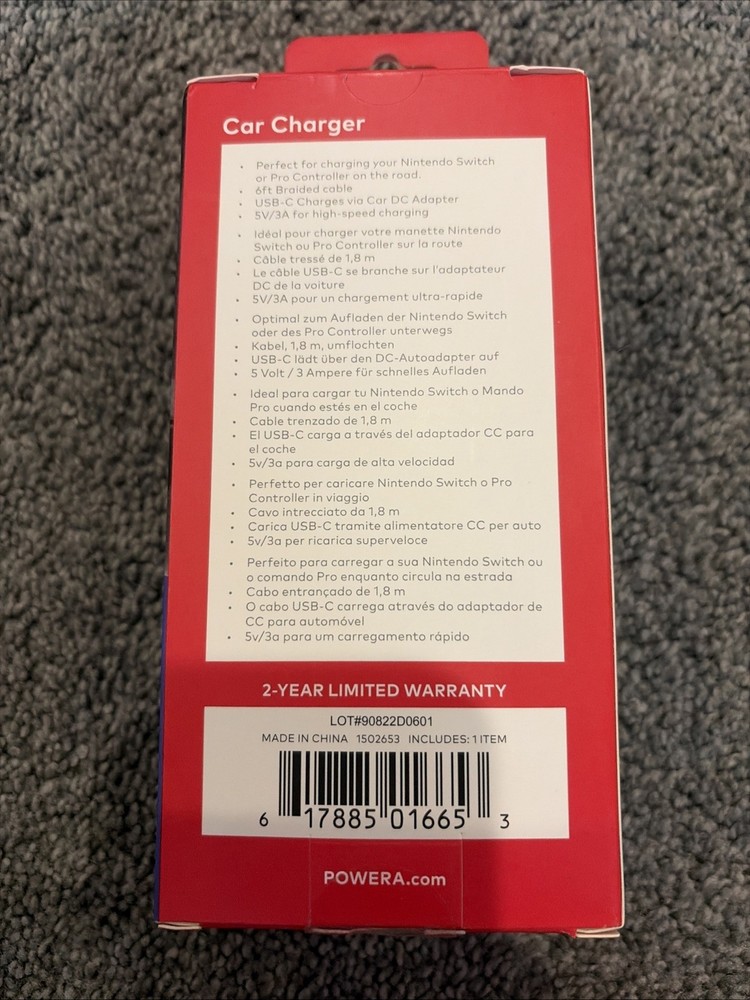 Car Charger
• Perfect for charging your Nintendo Switch
or Pro Controller on the road.
• 6ft Braided cable
• USB-C Charges via Car DC Adapter
• 5V/3A for high-speed charging
• Idéal pour charger votre manette Nintendo
Switch ou Pro Controller sur la route
• Câble tressé de 1,8 m
• Le câble USB-C se branche sur l'adaptateur
DC de la voiture
• 5V/3A pour un chargement ultra-rapide
• Optimal zum Aufladen der Nintendo Switch
oder des Pro Controller unterwegs
• Kabel, 1,8 m, umflochten
• USB-C lädt über den DC-Autoadapter auf
• 5 Volt / 3 Ampere für schnelles Aufladen
• Ideal para cargar tu Nintendo Switch o Mando
Pro cuando estés en el coche
• Cable trenzado de 1,8 m
• El USB-C carga a través del adaptador CC para
el coche
• 5v/3a para carga de alta velocidad
• Perfetto per caricare Nintendo Switch o Pro
Controller in viaggio
• Cavo intrecciato da 1,8 m
• Carica USB-C tramite alimentatore CC per auto
• 5v/3a per ricarica superveloce
• Perfeito para carregar a sua Nintendo Switch ou
o comando Pro enquanto circula na estrada
• Cabo entrançado de 1,8 m
• O cabo USB-C carrega através do adaptador de
CC para automóvel
• 5v/3a para um carregamento rápido
2-YEAR LIMITED WARRANTY
LOT#90822D0601
MADE IN CHINA 1502653 INCLUDES: 1 ITEM
6 17885 01665 3
POWERA.com